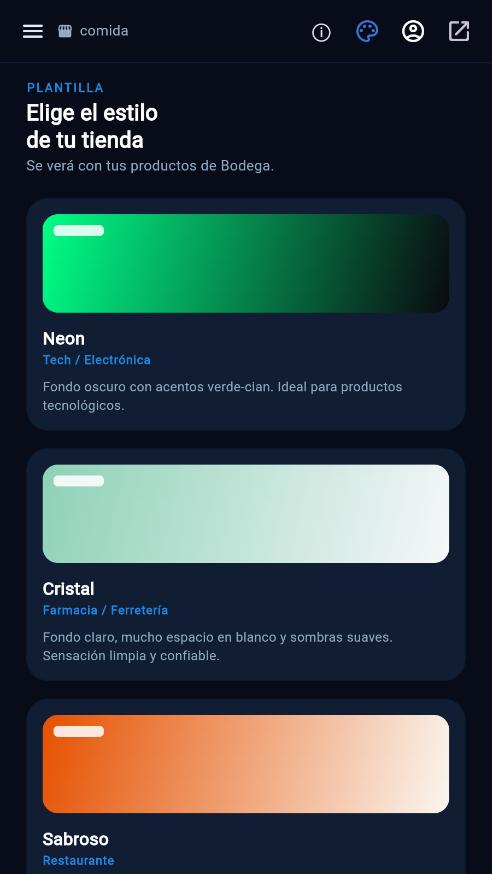 comida
PLANTILLA
Elige el estilo
de tu tienda
Se verá con tus productos de Bodega.
Neon
Tech / Electrónica
Fondo oscuro con acentos verde-cian. Ideal para productos
tecnológicos.
Cristal
Farmacia / Ferretería
Fondo claro, mucho espacio en blanco y sombras suaves.
Sensación limpia y confiable.
Sabroso
Restaurante